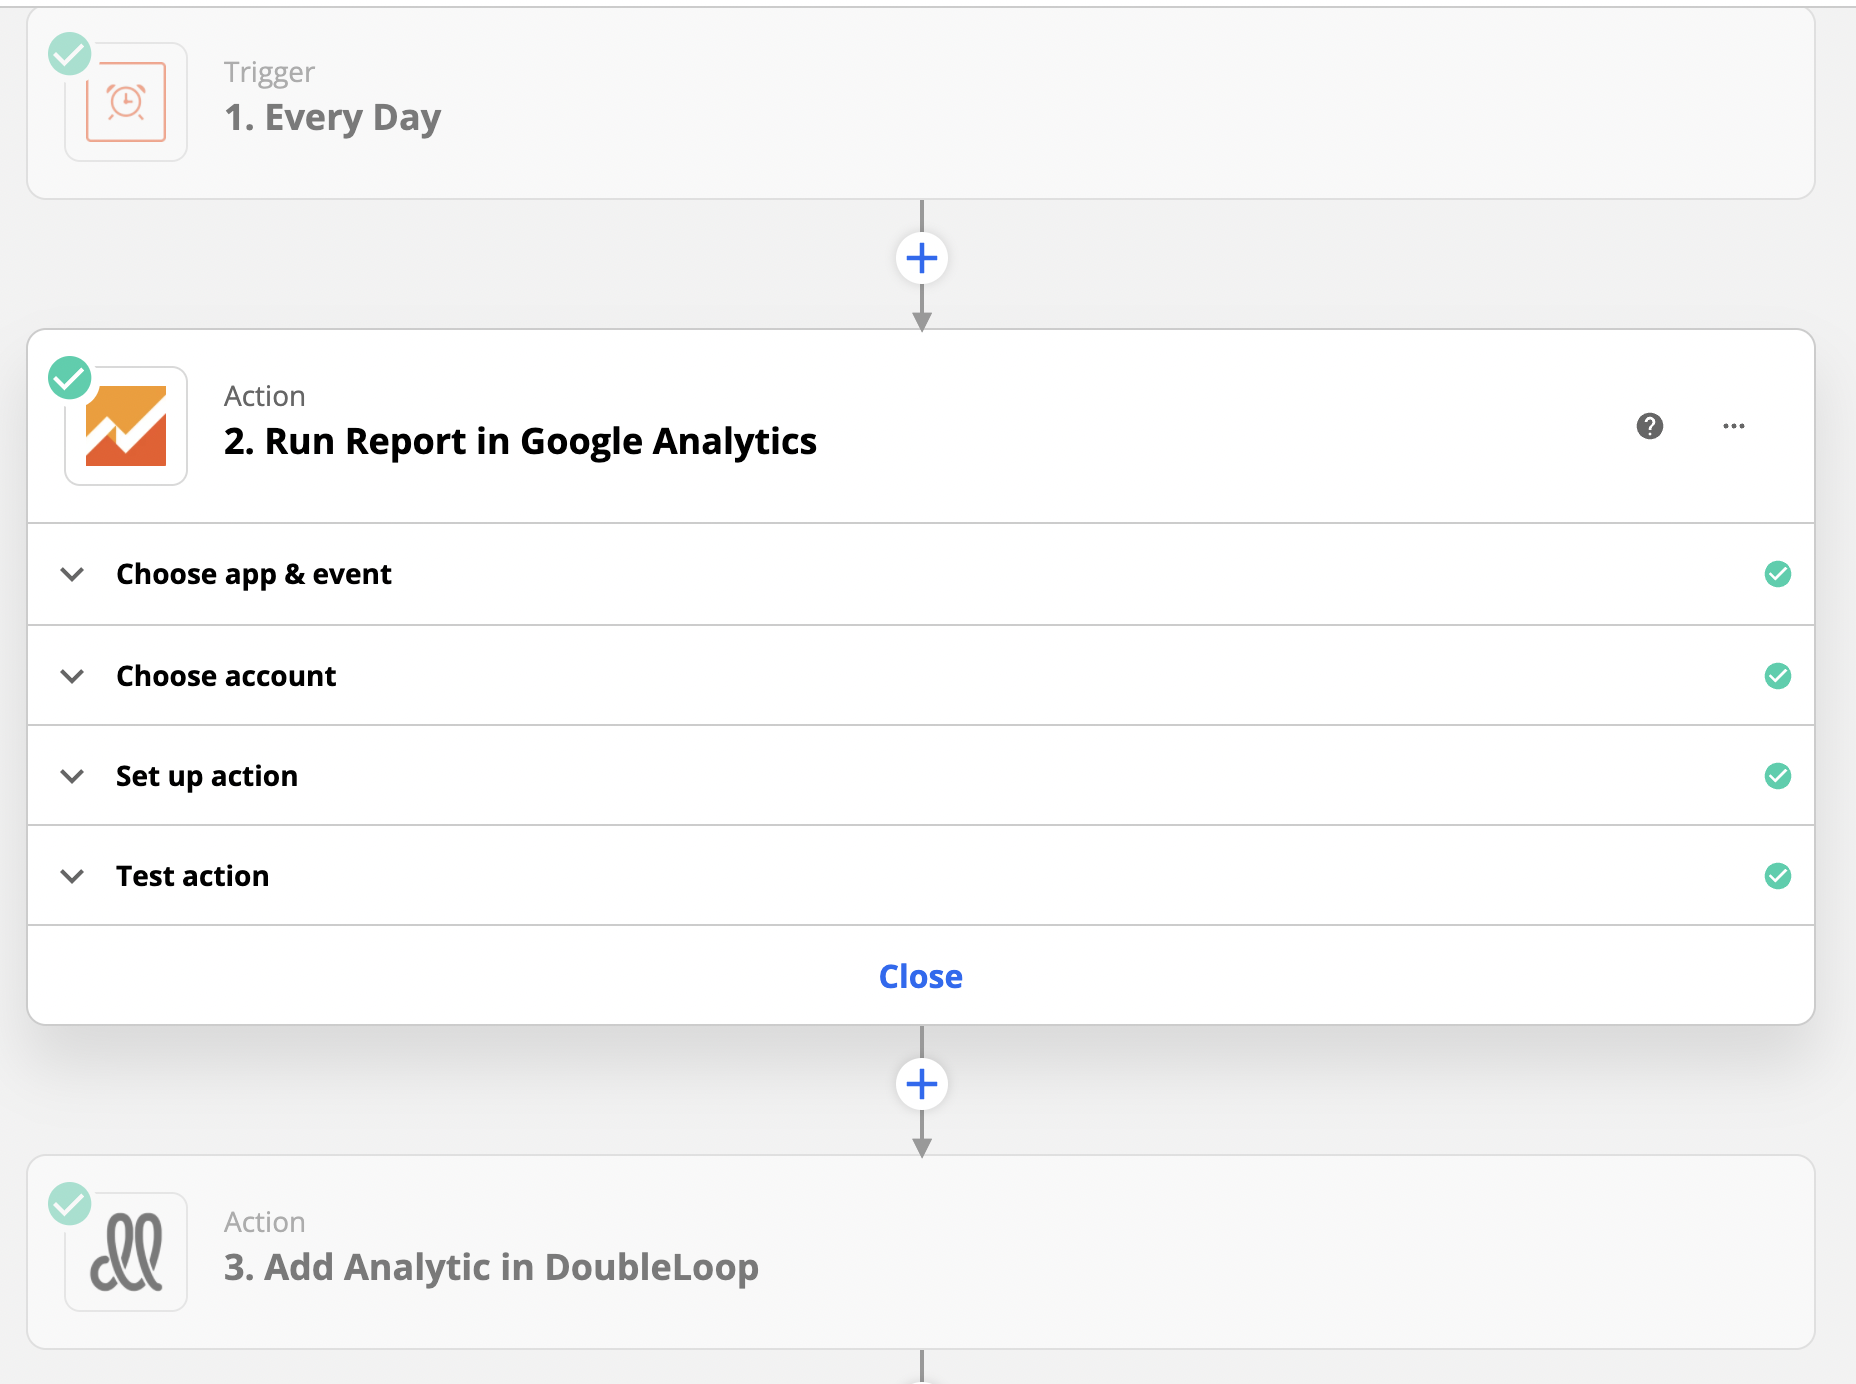 Trigger
1. Every Day
Action
2. Run Report in Google Analytics
Choose app & event
Choose account
Set up action
Test action
Close
Action
3. Add Analytic in DoubleLoop